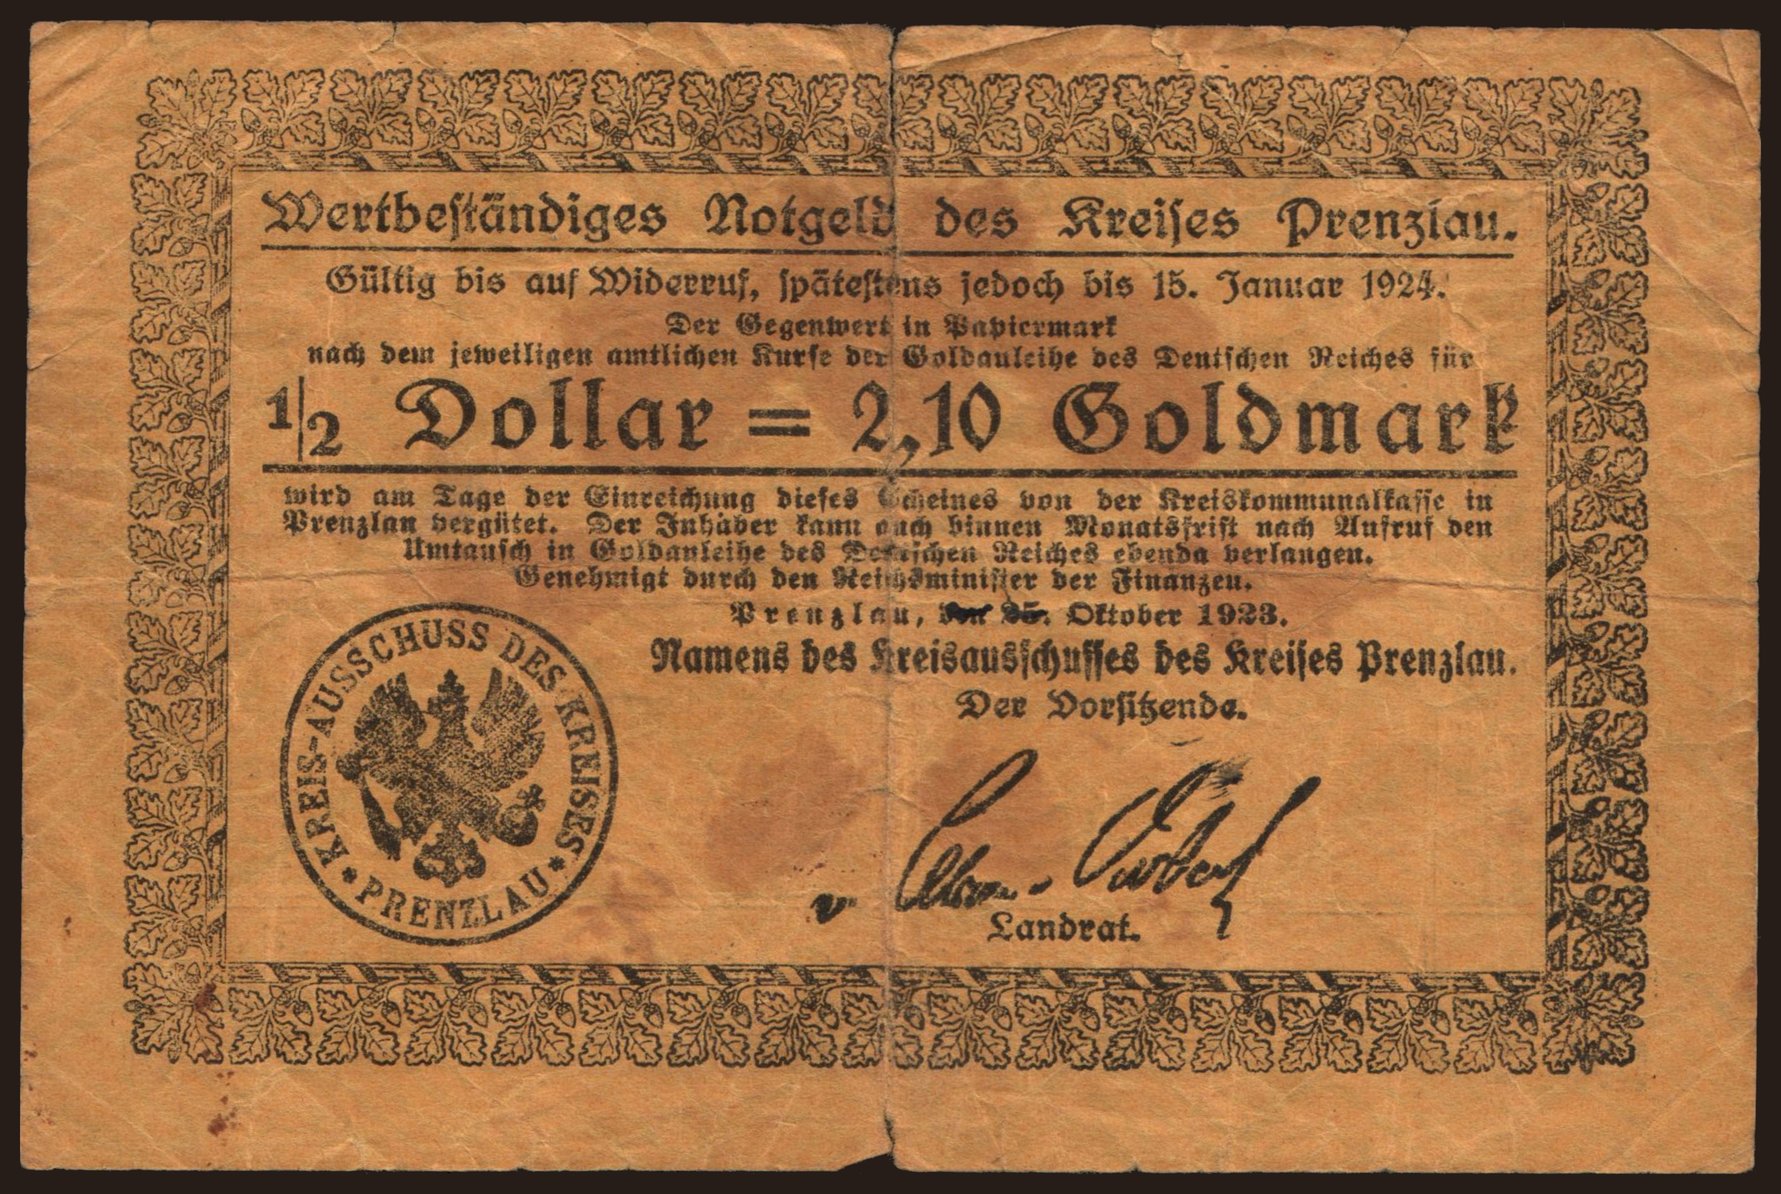 Wertbeständiges Notgeld des Kreises Prenzlau.
Gültig bis auf Widerruf, spätestens jedoch bis 15. Januar 1924.
Der Gegenwert in Papiermark
nach dem jeweiligen amtlichen Kurse der Goldanleihe des Deutschen Reiches für
1/2 Dollar = 2,10 Goldmark
wird am Tage der Einreichung dieses Scheines von der Kreiskommunalkasse in
Prenzlau vergütet. Der Inhaber kann auch binnen Monatsfrist nach Aufruf den
Umtausch in Goldanleihe des Deutschen Reiches ebenda verlangen.
Genehmigt durch den Reichsminister der Finanzen.
Prenzlau, den 25. Oktober 1923.
Namens des Kreisausschusses des Kreises Prenzlau.
Der Vorsitzende.
v.
Landrat.
KREIS-AUSSCHUSS DES KREISES
* PRENZLAU *